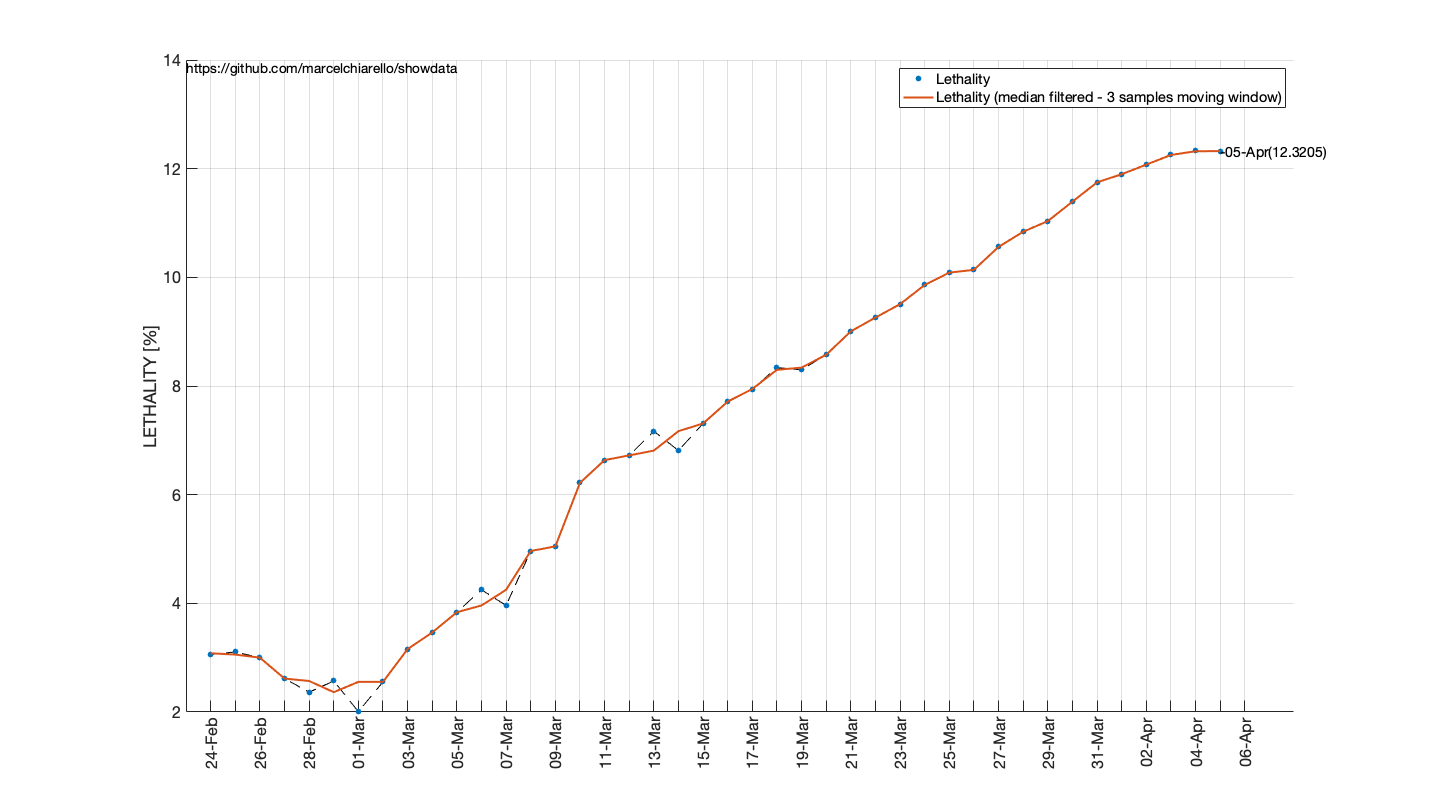 14
https://github.com/marcelchiarello/showdata
Lethality
Lethality (median filtered - 3 samples moving window)
05-Apr(12.3205)
12
10
8
6
4
2
LETHALITY [%]
24-Feb
26-Feb
28-Feb
01-Mar
03-Mar
05-Mar
07-Mar
09-Mar
11-Mar
13-Mar
15-Mar
17-Mar
19-Mar
21-Mar
23-Mar
25-Mar
27-Mar
29-Mar
31-Mar
02-Apr
04-Apr
06-Apr